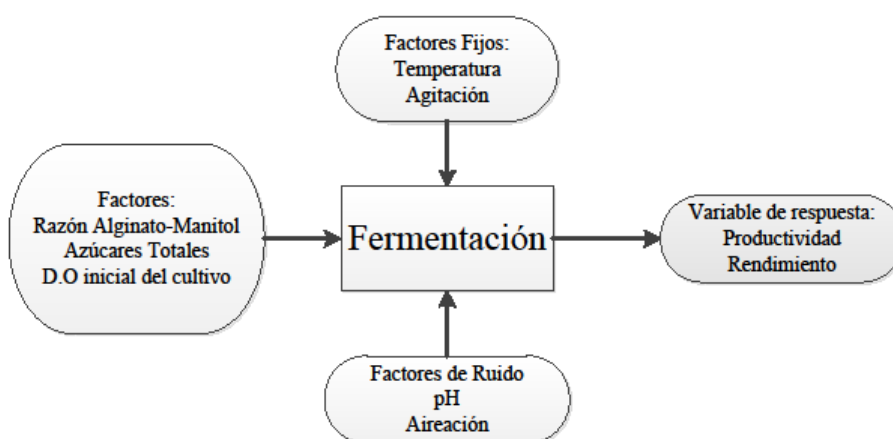 Factores Fijos:
Temperatura
Agitación
Factores:
Razón Alginato-Manitol
Azúcares Totales
D.O inicial del cultivo
Fermentación
Variable de respuesta:
Productividad
Rendimiento
Factores de Ruido
pH
Aireación